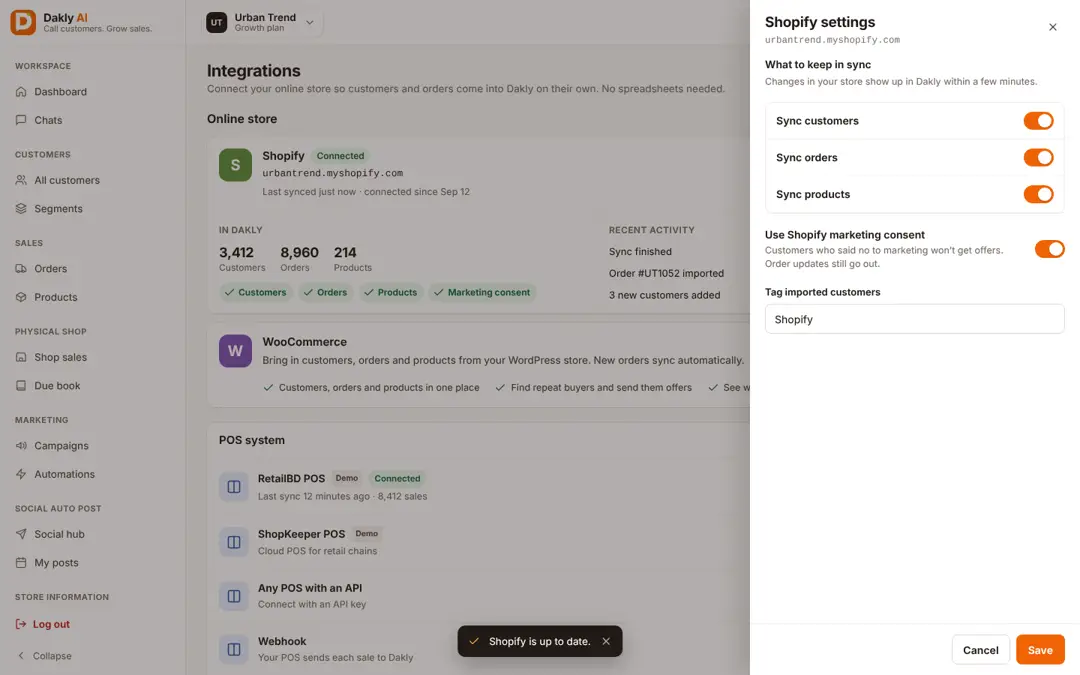 Dakly AI
Call customers. Grow sales.
WORKSPACE
Dashboard
Chats
CUSTOMERS
All customers
Segments
SALES
Orders
Products
PHYSICAL SHOP
Shop sales
Due book
MARKETING
Campaigns
Automations
SOCIAL AUTO POST
Social hub
My posts
STORE INFORMATION
Log out
Collapse
UT
Urban Trend
Growth plan
Integrations
Connect your online store so customers and orders come into Dakly on their own. No spreadsheets needed.
Online store
S
Shopify Connected
urbantrend.myshopify.com
Last synced just now · connected since Sep 12
IN DAKLY
3,412 8,960 214
Customers Orders Products
Customers Orders Products Marketing consent
RECENT ACTIVITY
Sync finished
Order #UT1052 imported
3 new customers added
W
WooCommerce
Bring in customers, orders and products from your WordPress store. New orders sync automatically.
Customers, orders and products in one place Find repeat buyers and send them offers See w
POS system
RetailBD POS Demo Connected
Last sync 12 minutes ago · 8,412 sales
ShopKeeper POS Demo
Cloud POS for retail chains
Any POS with an API
Connect with an API key
Webhook
Your POS sends each sale to Dakly
Shopify is up to date.
Shopify settings
urbantrend.myshopify.com
What to keep in sync
Changes in your store show up in Dakly within a few minutes.
Sync customers
Sync orders
Sync products
Use Shopify marketing consent
Customers who said no to marketing won't get offers.
Order updates still go out.
Tag imported customers
Shopify
Cancel Save